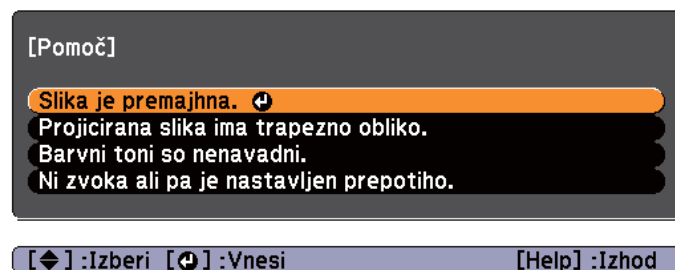 [Pomoč]
Slika je premajhna.
Projicirana slika ima trapezno obliko.
Barvni toni so nenavadni.
Ni zvoka ali pa je nastavljen prepotiho.
[◆] :Izberi [↵] :Vnesi [Help] :Izhod